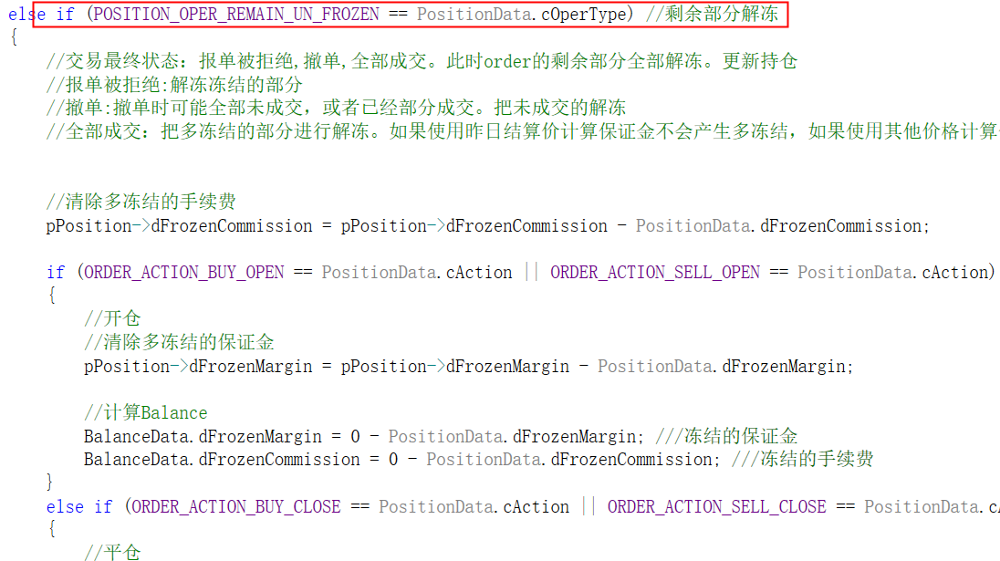 else if (POSITION_OPER_REMAIN_UN_FROZEN == PositionData.cOperType) //剩余部分解冻
{
//交易最终状态：报单被拒绝,撤单,全部成交。此时order的剩余部分全部解冻。更新持仓
//报单被拒绝:解冻冻结的部分
//撤单:撤单时可能全部未成交，或者已经部分成交。把未成交的解冻
//全部成交：把多冻结的部分进行解冻。如果使用昨日结算价计算保证金不会产生多冻结，如果使用其他价格计算
//清除多冻结的手续费
pPosition->dFrozenCommission = pPosition->dFrozenCommission - PositionData.dFrozenCommission;
if (ORDER_ACTION_BUY_OPEN == PositionData.cAction || ORDER_ACTION_SELL_OPEN == PositionData.cAction)
{
//开仓
//清除多冻结的保证金
pPosition->dFrozenMargin = pPosition->dFrozenMargin - PositionData.dFrozenMargin;
//计算Balance
BalanceData.dFrozenMargin = 0 - PositionData.dFrozenMargin; ///冻结的保证金
BalanceData.dFrozenCommission = 0 - PositionData.dFrozenCommission; ///冻结的手续费
}
else if (ORDER_ACTION_BUY_CLOSE == PositionData.cAction || ORDER_ACTION_SELL_CLOSE == PositionData.cA
{
//平仓